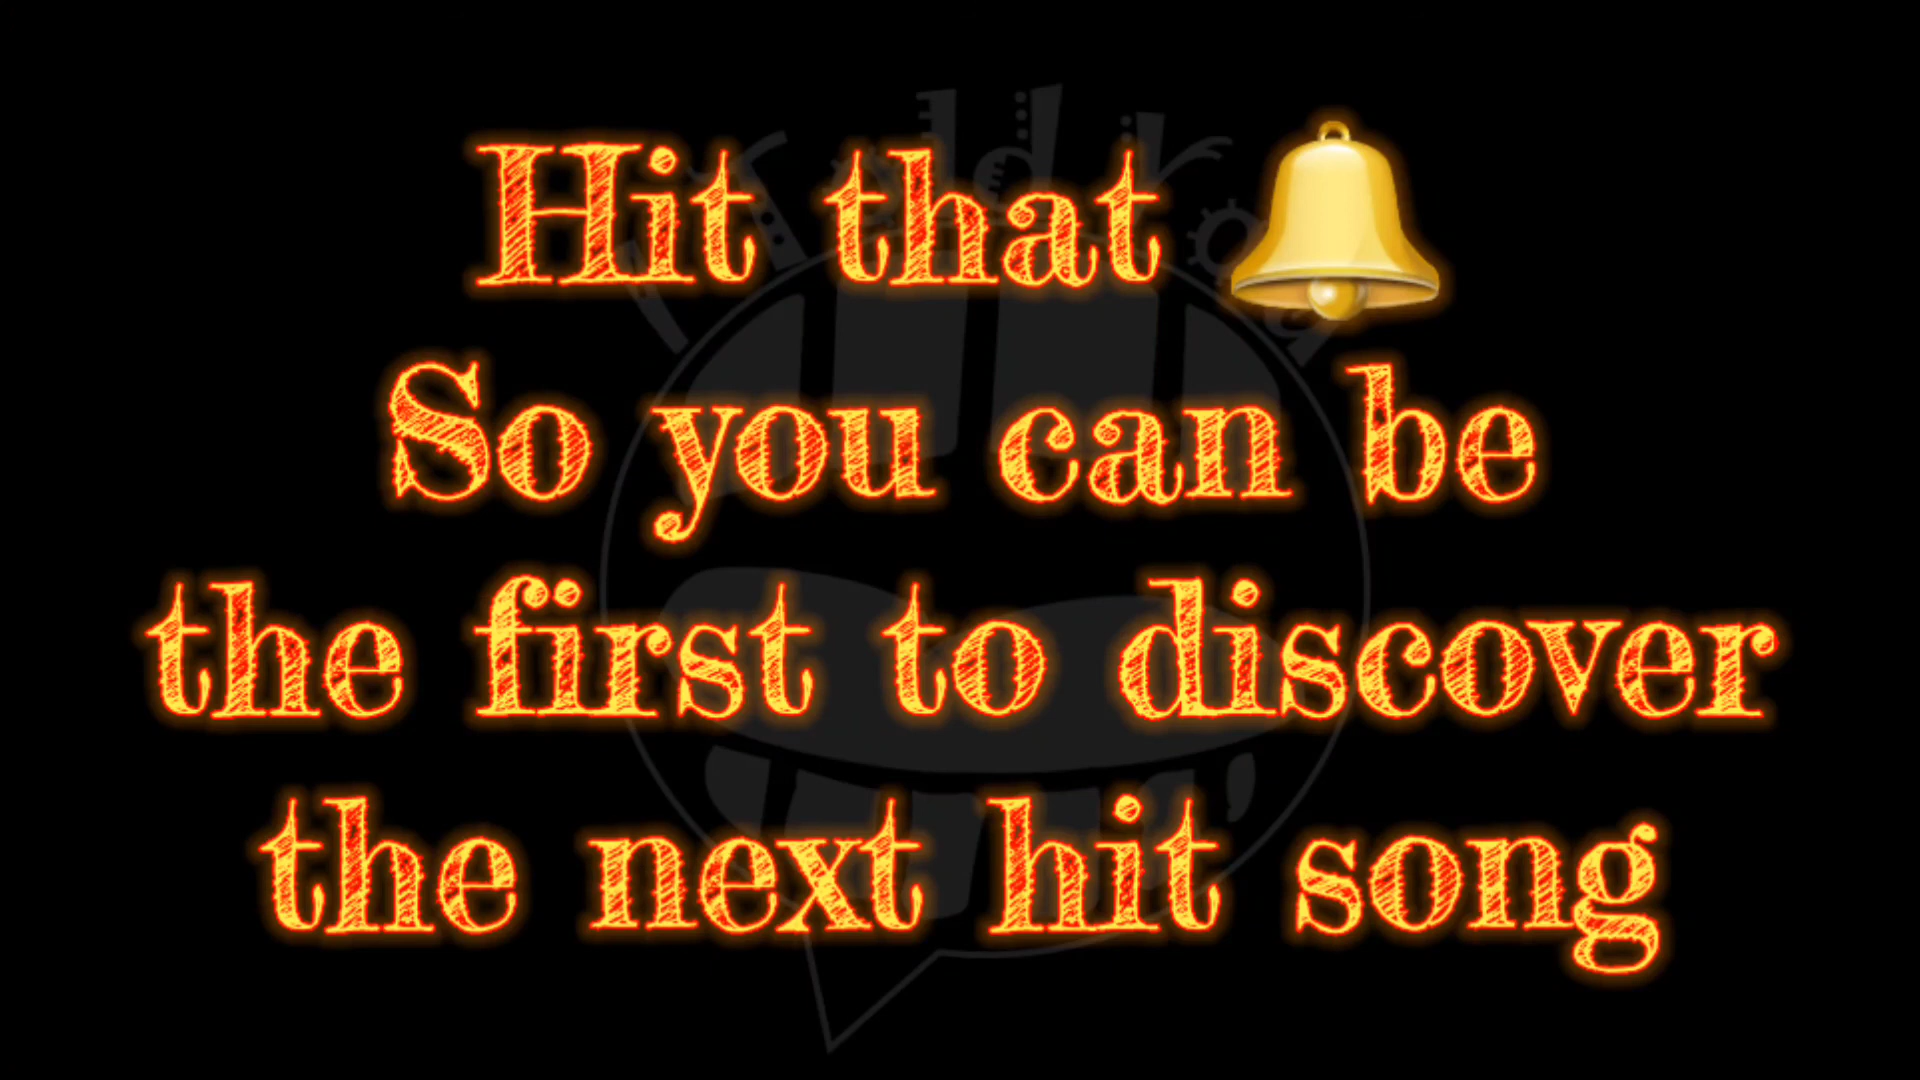 Hit that 🔔
So you can be
the first to discover
the next hit song